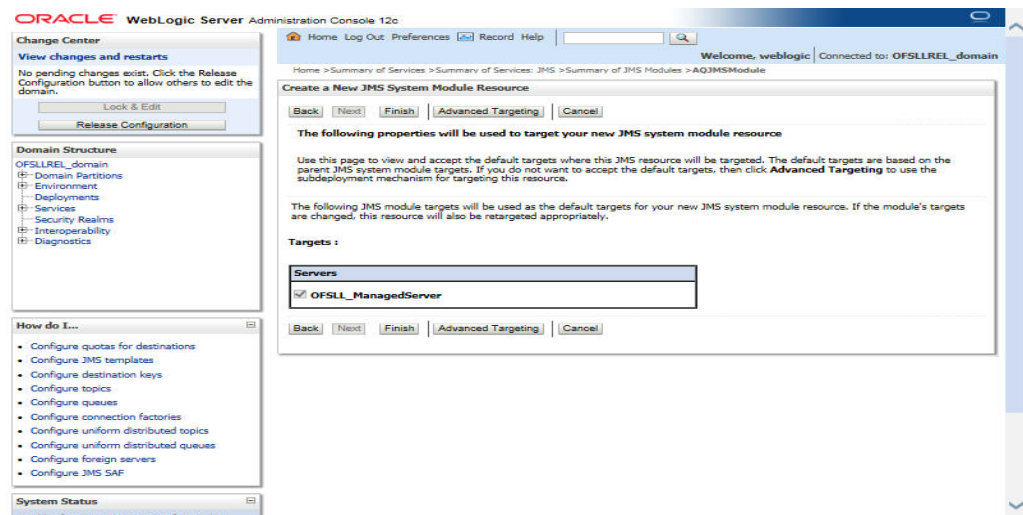 ORACLE WebLogic Server Administration Console 12c
Change Center
View changes and restarts
No pending changes exist. Click the Release
Configuration button to allow others to edit the
domain.
Lock & Edit
Release Configuration
Domain Structure
OFSLLREL_domain
Domain Partitions
Environment
Deployments
Services
Security Realms
Interoperability
Diagnostics
How do I...
Configure quotas for destinations
Configure JMS templates
Configure destination keys
Configure topics
Configure queues
Configure connection factories
Configure uniform distributed topics
Configure uniform distributed queues
Configure foreign servers
Configure JMS SAF
System Status
Home Log Out Preferences Record Help
Welcome, weblogic Connected to: OFSLLREL_domain
Home >Summary of Services >Summary of Services: JMS >Summary of JMS Modules >AQJMSModule
Create a New JMS System Module Resource
Back Next Finish Advanced Targeting Cancel
The following properties will be used to target your new JMS system module resource
Use this page to view and accept the default targets where this JMS resource will be targeted. The default targets are based on the
parent JMS system module targets. If you do not want to accept the default targets, then click Advanced Targeting to use the
subdeployment mechanism for targeting this resource.
The following JMS module targets will be used as the default targets for your new JMS system module resource. If the module's targets
are changed, this resource will also be retargeted appropriately.
Targets :
Servers
OFSLL_ManagedServer
Back Next Finish Advanced Targeting Cancel